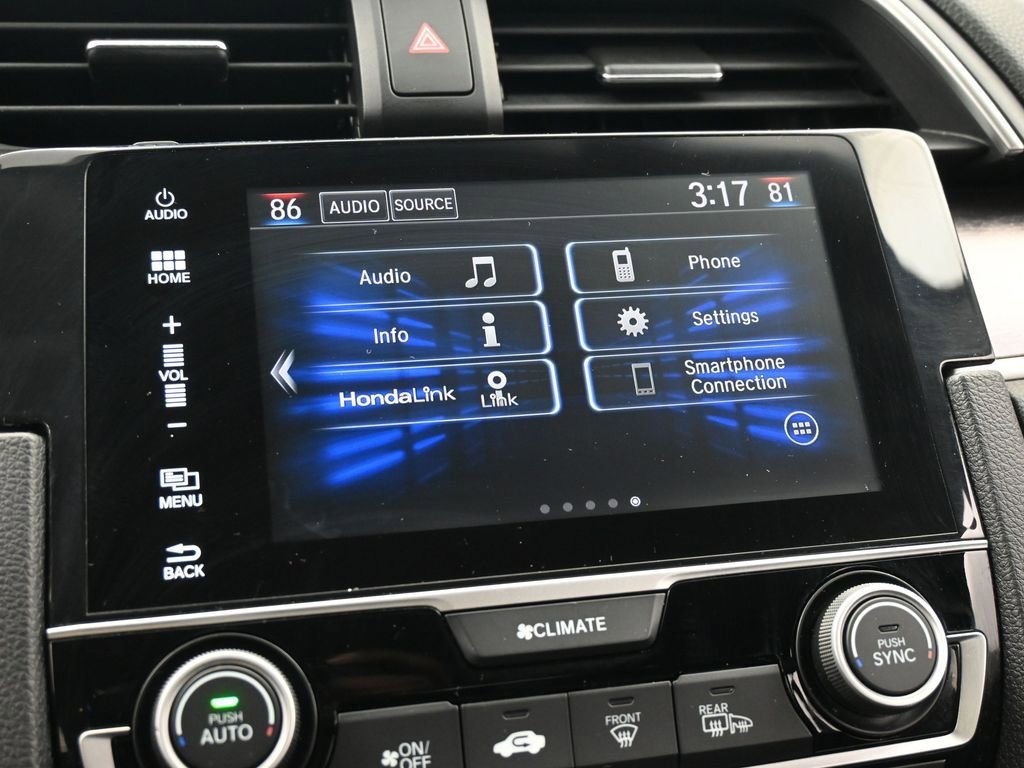 AUDIO
HOME
+
VOL
-
MENU
BACK
86 AUDIO SOURCE 3:17 81
Audio
Phone
Info
Settings
HondaLink Link
Smartphone
Connection
CLIMATE
PUSH
AUTO
ON/
OFF
FRONT
REAR
PUSH
SYNC